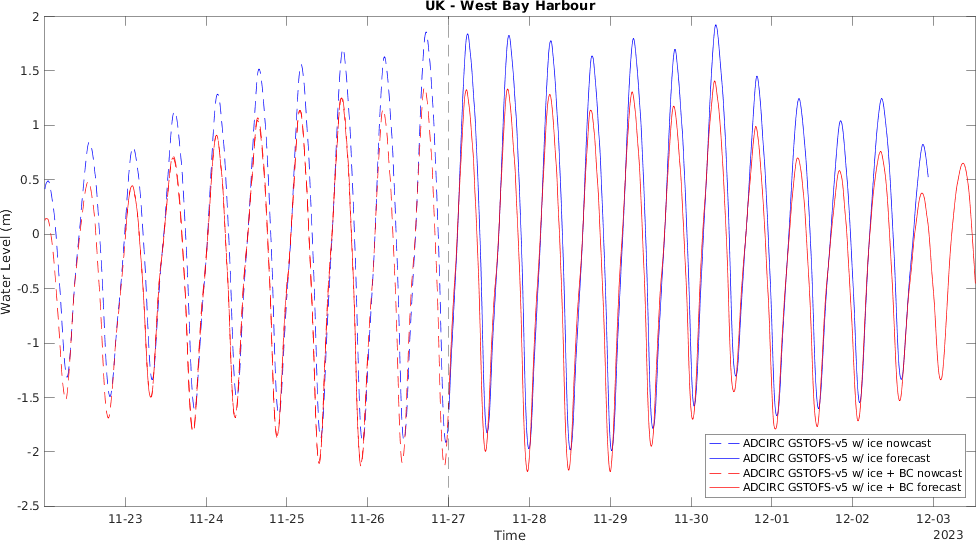 UK - West Bay Harbour
2
1.5
1
0.5
0
-0.5
-1
-1.5
-2
-2.5
Water Level (m)
ADCIRC GSTOFS-v5 w/ ice nowcast
ADCIRC GSTOFS-v5 w/ ice forecast
ADCIRC GSTOFS-v5 w/ ice + BC nowcast
ADCIRC GSTOFS-v5 w/ ice + BC forecast
11-23 11-24 11-25 11-26 11-27 11-28 11-29 11-30 12-01 12-02 12-03
Time
2023